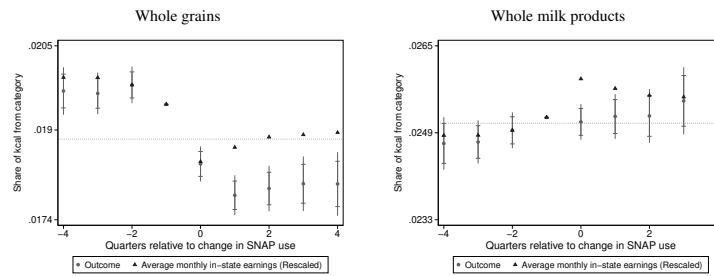 Whole grains
Share of kcal from category
.0205
.019
.0174
−4 −2 0 2 4
Quarters relative to change in SNAP use
Outcome Average monthly in−state earnings (Rescaled)
Whole milk products
Share of kcal from category
.0265
.0249
.0233
−4 −2 0 2
Quarters relative to change in SNAP use
Outcome Average monthly in−state earnings (Rescaled)